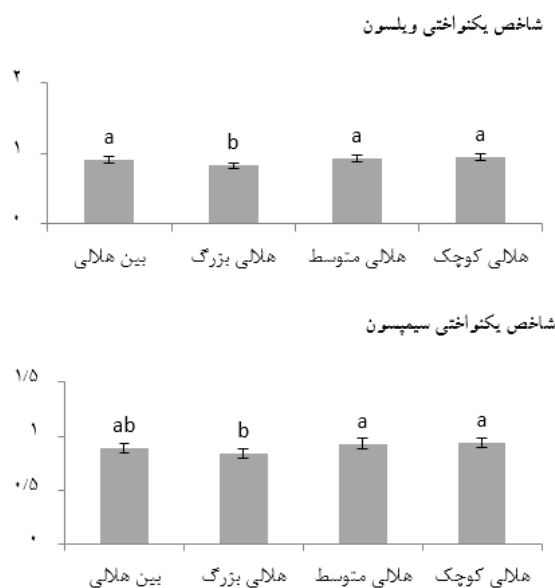 شاخص یکنواختی ویلسون
۲
۱
۰
a b a a
بین هلالی هلالی بزرگ هلالی متوسط هلالی کوچک
شاخص یکنواختی سیمپسون
۱/۵
۱
۰/۵
۰
ab b a a
بین هلالی هلالی بزرگ هلالی متوسط هلالی کوچک